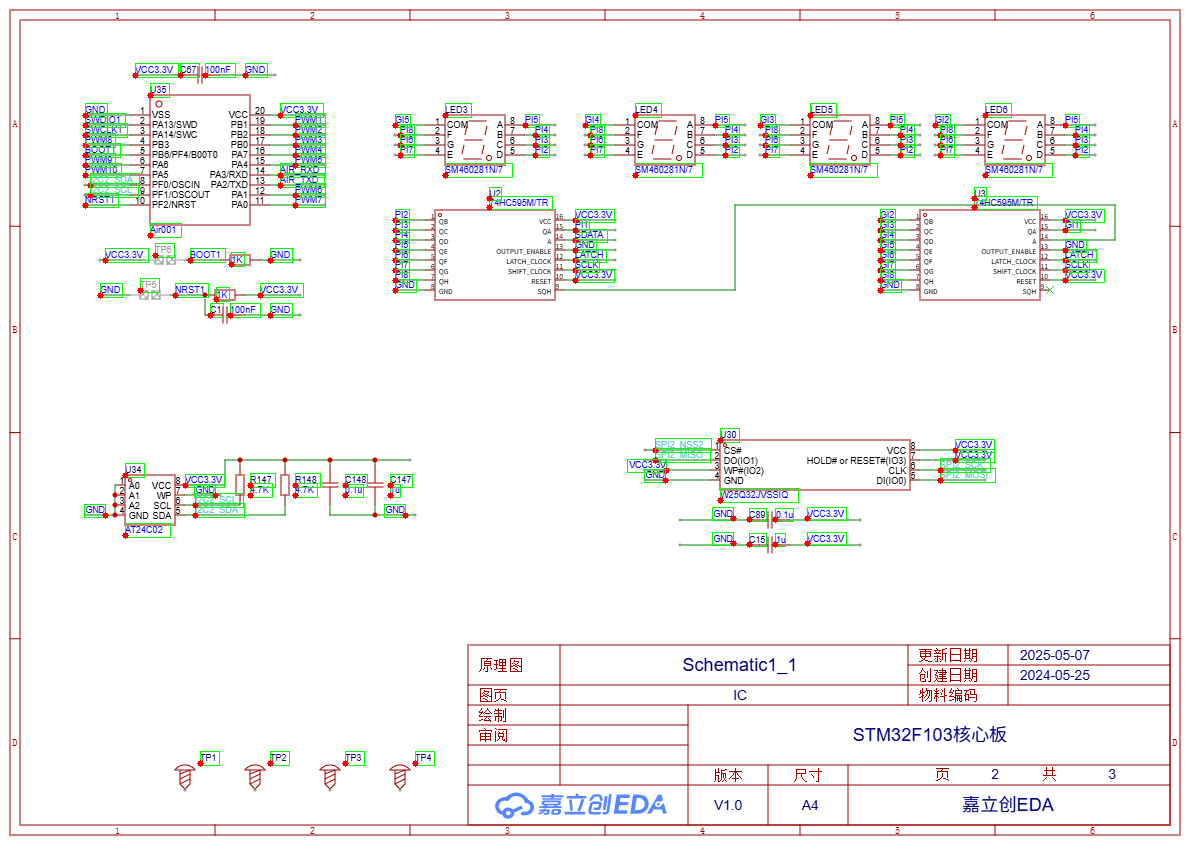 1 2 3 4 5 6
A A
B B
C C
D D
VCC3.3V C67 100nF GND
U35
GND 1 VSS VCC 20 VCC3.3V
SWDIO1 2 PA13/SWD PB1 19 PWM1
SWCLK1 3 PA14/SWC PB2 18 PWM2
PWM8 4 PB3 PB0 17 PWM3
BOOT1 5 PB6/PF4/B00T0 PA7 16 PWM4
PWM9 6 PA6 PA4 15 PWM5
PWM10 7 PA5 PA3/RXD 14 AIR_RXD
I2C2_SDA 8 PF0/OSCIN PA2/TXD 13 AIR_TXD
I2C2_SCL 9 PF1/OSCOUT PA1 12 PWM6
NRST1 10 PF2/NRST PA0 11 PWM7
Air001
VCC3.3V TP6 BOOT1 1K GND
GND TP5 NRST1 1K VCC3.3V
C1 100nF GND
LED3
GI5 1 COM A 8 PI5
PI8 2 F B 7 PI4
PI6 3 G C 6 PI3
PI7 4 E D 5 PI2
SM460281N/7
LED4
GI4 1 COM A 8 PI5
PI8 2 F B 7 PI4
PI6 3 G C 6 PI3
PI7 4 E D 5 PI2
SM460281N/7
LED5
GI3 1 COM A 8 PI5
PI8 2 F B 7 PI4
PI6 3 G C 6 PI3
PI7 4 E D 5 PI2
SM460281N/7
LED6
GI2 1 COM A 8 PI5
PI8 2 F B 7 PI4
PI6 3 G C 6 PI3
PI7 4 E D 5 PI2
SM460281N/7
U2
74HC595M/TR
PI2 1 QB VCC 16 VCC3.3V
PI3 2 QC QA 15 PI1
PI4 3 QD A 14 SDATA
PI5 4 QE OUTPUT_ENABLE 13 GND
PI6 5 QF LATCH_CLOCK 12 LATCH
PI7 6 QG SHIFT_CLOCK 11 SCLK
PI8 7 QH RESET 10 VCC3.3V
GND 8 GND SQH 9
U3
74HC595M/TR
GI2 1 QB VCC 16 VCC3.3V
GI3 2 QC QA 15 GI1
GI4 3 QD A 14
GI5 4 QE OUTPUT_ENABLE 13 GND
GI6 5 QF LATCH_CLOCK 12 LATCH
GI7 6 QG SHIFT_CLOCK 11 SCLK
GI8 7 QH RESET 10 VCC3.3V
GND 8 GND SQH 9
U34
1 A0 VCC 8 VCC3.3V
2 A1 WP 7 GND
3 A2 SCL 6 I2C2_SCL
GND 4 GND SDA 5 I2C2_SDA
AT24C02
R147 4.7K
R148 4.7K
C148 0.1u
C147 1u
GND
U30
SPI2_NSS2 1 CS# VCC 8 VCC3.3V
SPI2_MISO 2 DO(IO1) HOLD# or RESET#(IO3) 7 VCC3.3V
VCC3.3V 3 WP#(IO2) CLK 6 SPI2_SCK
GND 4 GND DI(IO0) 5 SPI2_MOSI
W25Q32JVSSIQ
GND C89 0.1u VCC3.3V
GND C15 1u VCC3.3V
TP1 TP2 TP3 TP4
原理图 Schematic1_1 更新日期 2025-05-07
创建日期 2024-05-25
图页 IC 物料编码
绘制
审阅
STM32F103核心板
版本 尺寸 页 2 共 3
嘉立创EDA V1.0 A4 嘉立创EDA
1 2 3 4 5 6